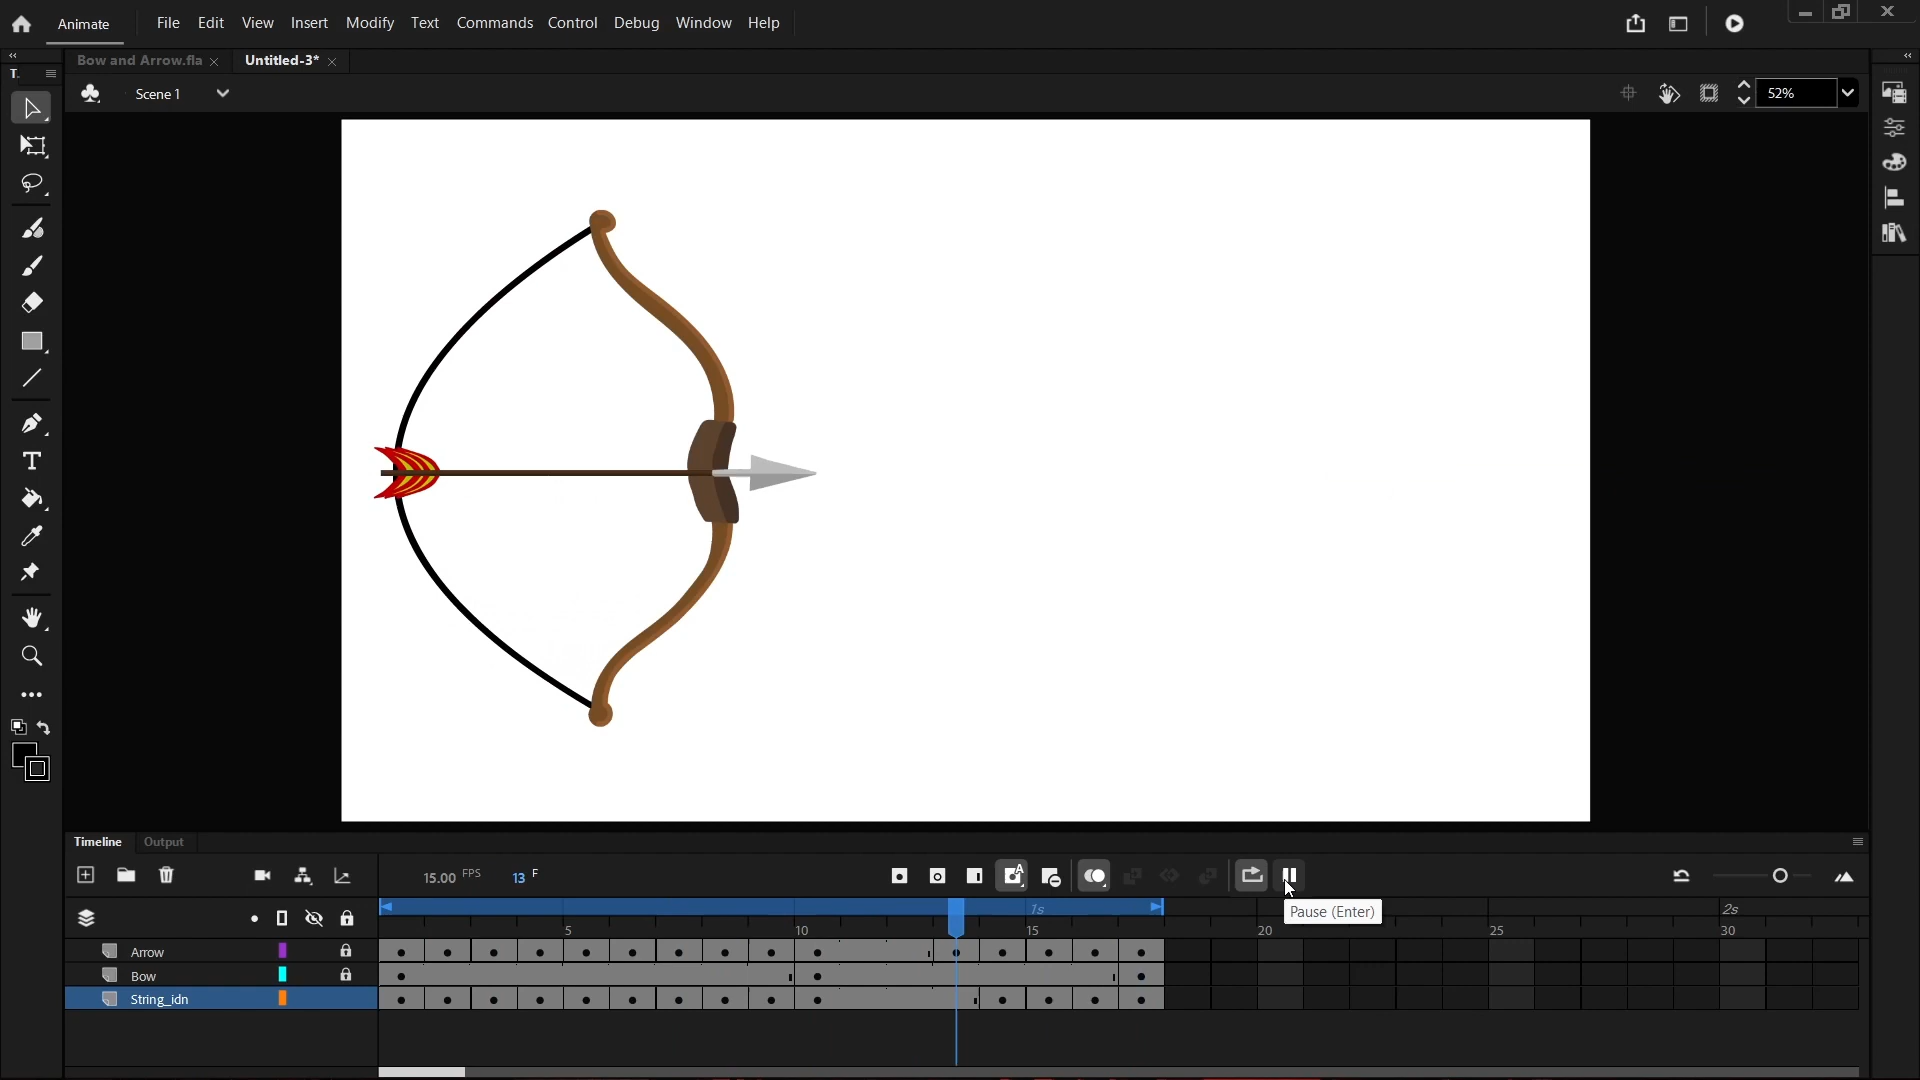 Animate File Edit View Insert Modify Text Commands Control Debug Window Help
Bow and Arrow.fla Untitled-3*
T.
Scene 1 52%
Timeline Output
15.00 FPS 13 F
Pause (Enter)
1s 2s
5 10 15 20 25 30
Arrow
Bow
String_idn